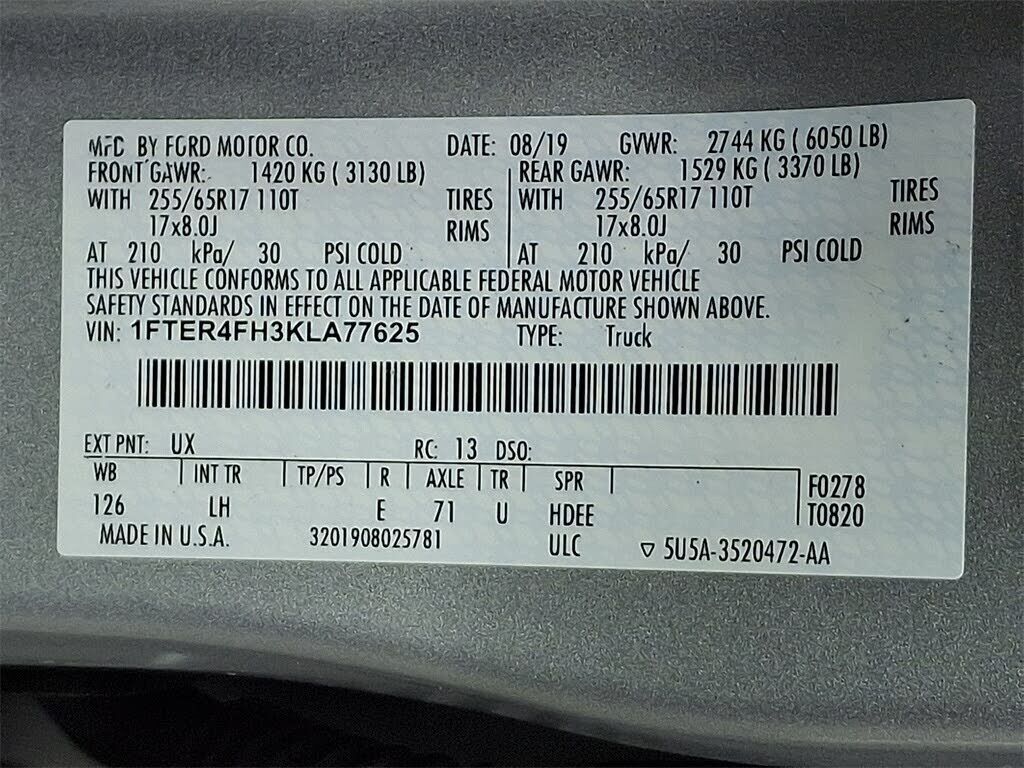 MFD BY FORD MOTOR CO. DATE: 08/19 GVWR: 2744 KG ( 6050 LB)
FRONT GAWR: 1420 KG ( 3130 LB) REAR GAWR: 1529 KG ( 3370 LB)
WITH 255/65R17 110T TIRES WITH 255/65R17 110T TIRES
17x8.0J RIMS 17x8.0J RIMS
AT 210 kPa/ 30 PSI COLD AT 210 kPa/ 30 PSI COLD
THIS VEHICLE CONFORMS TO ALL APPLICABLE FEDERAL MOTOR VEHICLE
SAFETY STANDARDS IN EFFECT ON THE DATE OF MANUFACTURE SHOWN ABOVE.
VIN: 1FTER4FH3KLA77625 TYPE: Truck
EXT PNT: UX RC: 13 DSO:
WB INT TR TP/PS R AXLE TR SPR F0278
126 LH E 71 U HDEE T0820
MADE IN U.S.A. 3201908025781 ULC ▽ 5U5A-3520472-AA